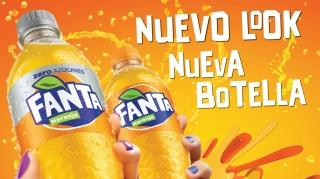 NUEVO LOOK
NUEVA
BOTELLA
zero AZÚCARES
FANTA
Naranja
FANTA
Naranja